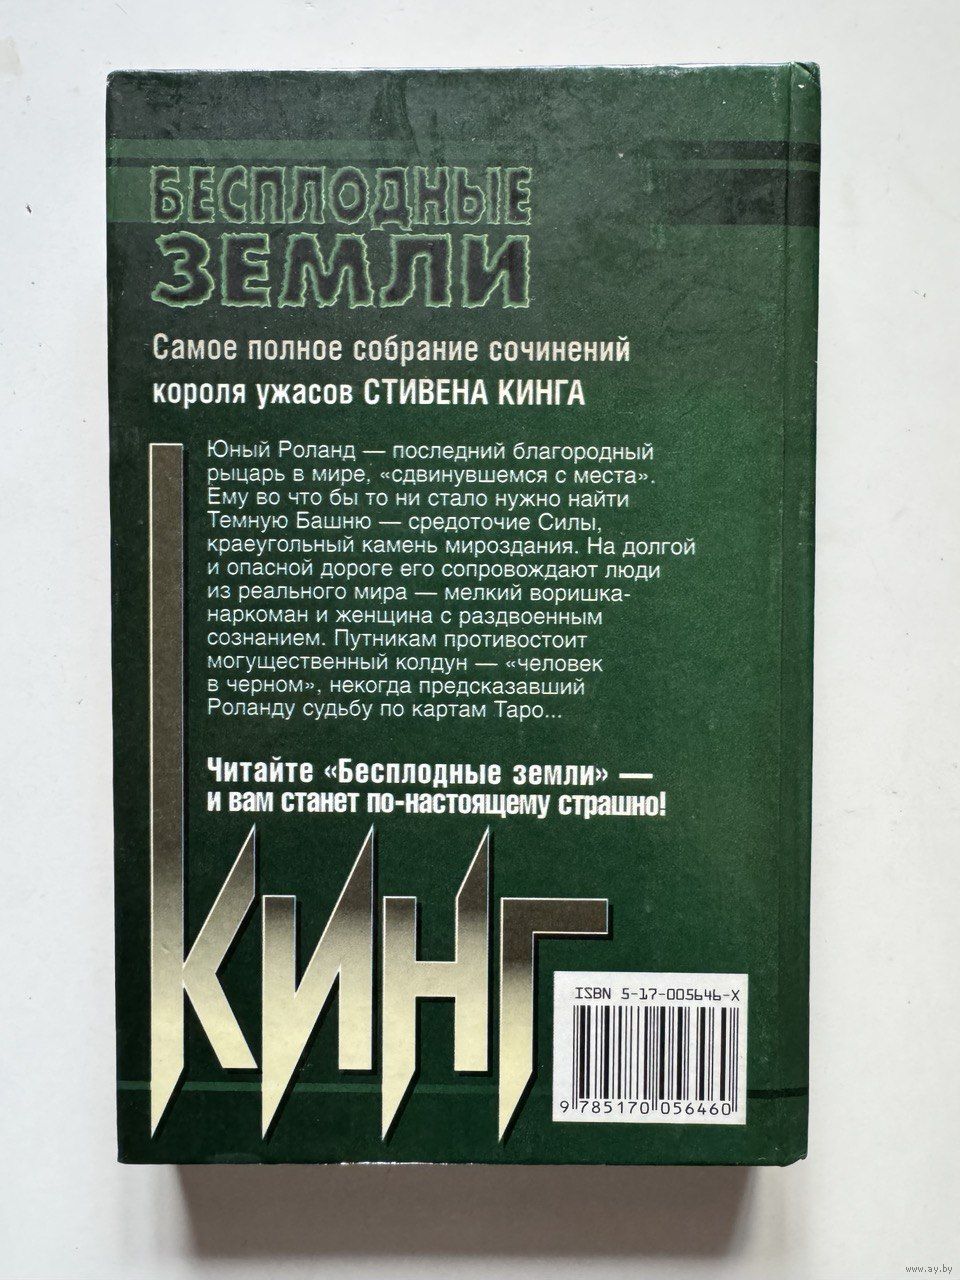 БЕСПЛОДНЫЕ
ЗЕМЛИ
Самое полное собрание сочинений
короля ужасов СТИВЕНА КИНГА
Юный Роланд — последний благородный
рыцарь в мире, «сдвинувшемся с места».
Ему во что бы то ни стало нужно найти
Темную Башню — средоточие Силы,
краеугольный камень мироздания. На долгой
и опасной дороге его сопровождают люди
из реального мира — мелкий воришка-
наркоман и женщина с раздвоенным
сознанием. Путникам противостоит
могущественный колдун — «человек
в черном», некогда предсказавший
Роланду судьбу по картам Таро...
Читайте «Бесплодные земли» —
и вам станет по-настоящему страшно!
КИНГ
ISBN 5-17-005646-X
9 785170 056460
www.ay.by